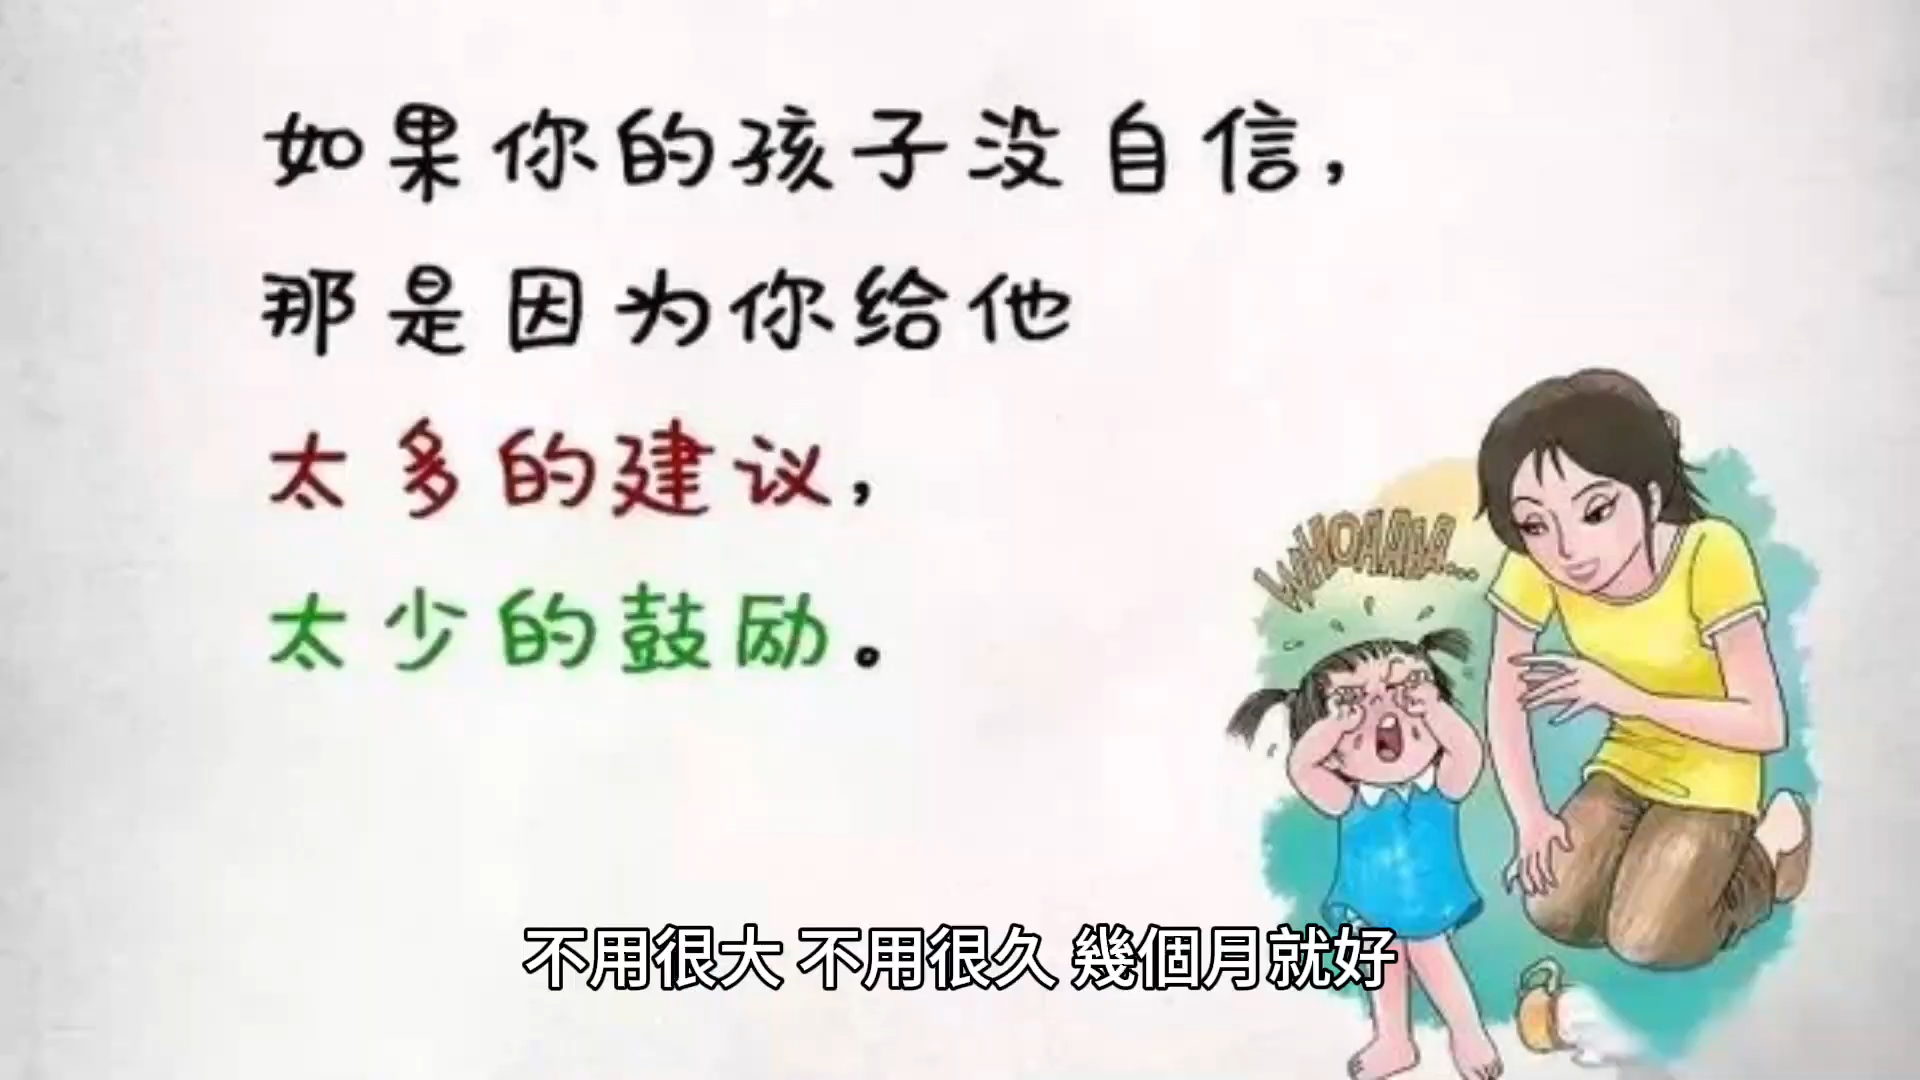 如果你的孩子没自信,
那是因为你给他
太多的建议,
太少的鼓励。
WHOAAAA...
不用很大 不用很久 幾個月就好